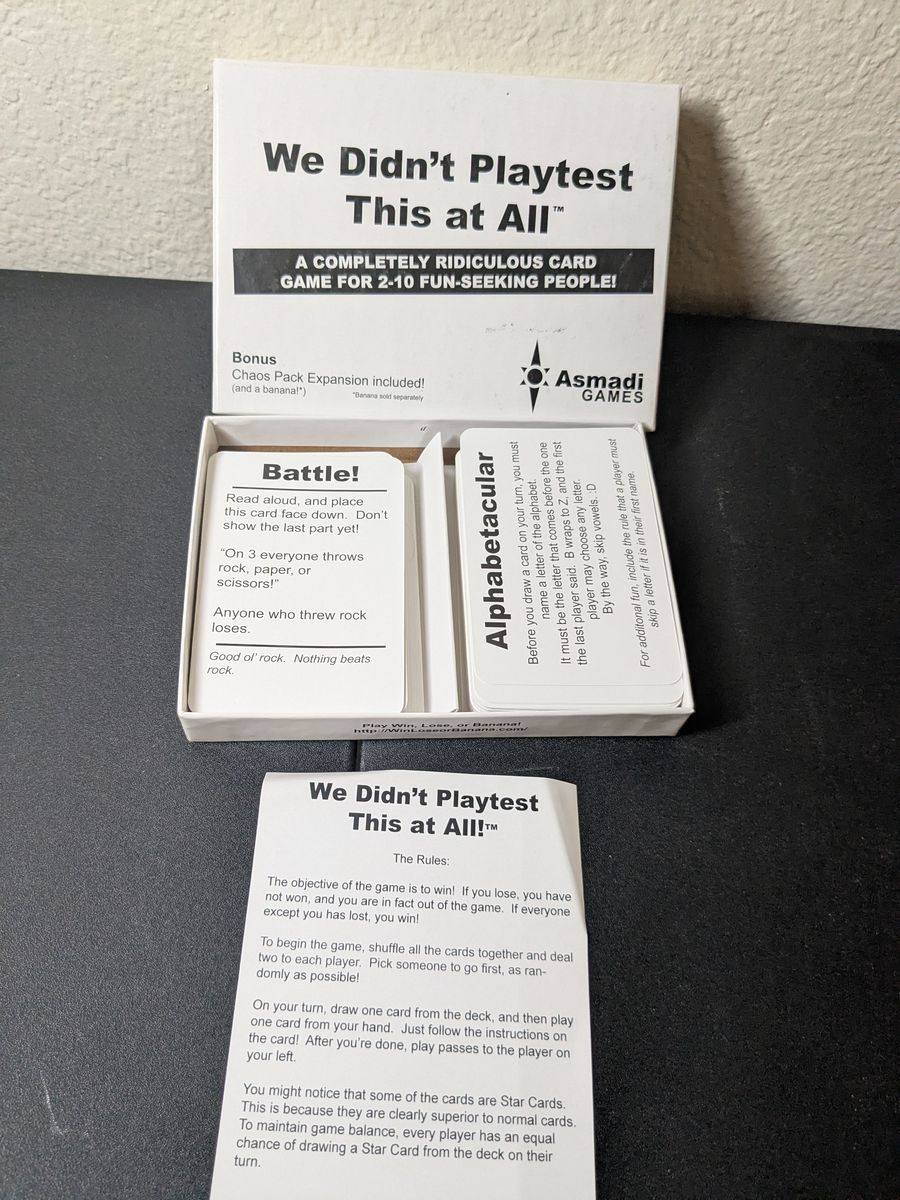 We Didn't Playtest
This at All™
A COMPLETELY RIDICULOUS CARD
GAME FOR 2-10 FUN-SEEKING PEOPLE!
Bonus
Chaos Pack Expansion included!
(and a banana!*)
*Banana sold separately
Asmadi
GAMES
Battle!
Read aloud, and place
this card face down. Don't
show the last part yet!
“On 3 everyone throws
rock, paper, or
scissors!”
Anyone who threw rock
loses.
Good ol' rock. Nothing beats
rock.
Alphabetacular
Before you draw a card on your turn, you must
name a letter of the alphabet.
It must be the letter that comes before the one
the last player said. B wraps to Z, and the first
player may choose any letter.
By the way, skip vowels. :D
For additonal fun, include the rule that a player must
skip a letter if it is in their first name.
Play Win, Lose, or Banana!
http://WinLoseorBanana.com/
We Didn't Playtest
This at All!™
The Rules:
The objective of the game is to win! If you lose, you have
not won, and you are in fact out of the game. If everyone
except you has lost, you win!
To begin the game, shuffle all the cards together and deal
two to each player. Pick someone to go first, as ran-
domly as possible!
On your turn, draw one card from the deck, and then play
one card from your hand. Just follow the instructions on
the card! After you're done, play passes to the player on
your left.
You might notice that some of the cards are Star Cards.
This is because they are clearly superior to normal cards.
To maintain game balance, every player has an equal
chance of drawing a Star Card from the deck on their
turn.